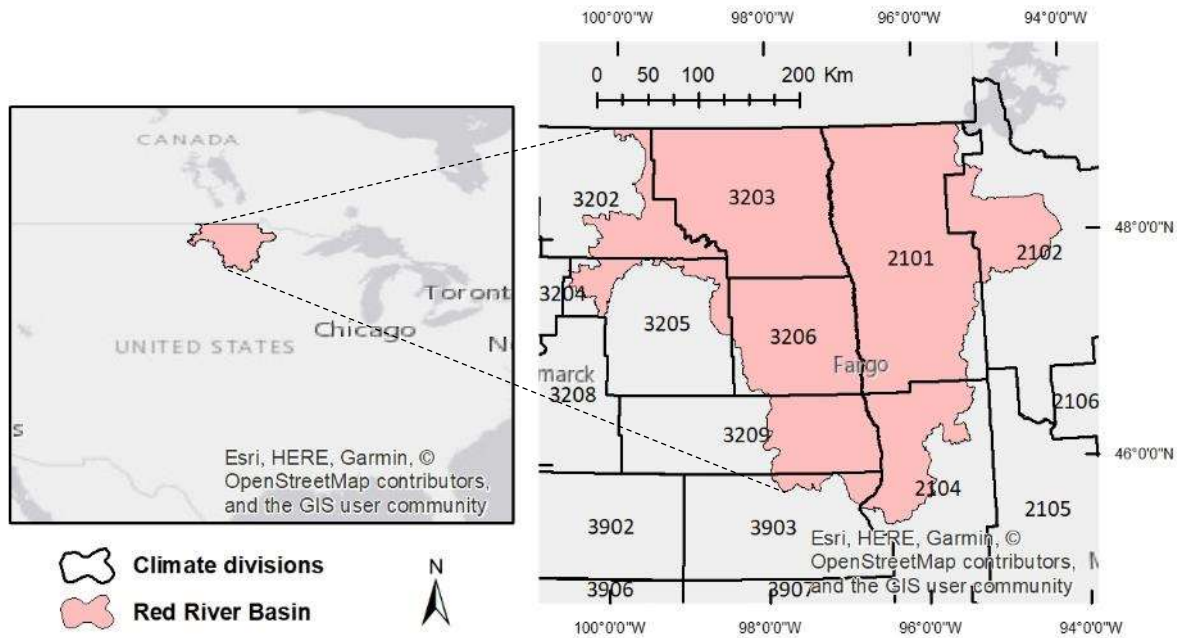 100°0'0"W 98°0'0"W 96°0'0"W 94°0'0"W
0 50 100 200 Km
CANADA
3202
3203
48°0'0"N
2101
2102
Toront
3204
3205
Chicago
3206
N
UNITED STATES
Fargo
marck
3208
2106
s
3209
46°0'0"N
2104
Esri, HERE, Garmin, ©
OpenStreetMap contributors,
and the GIS user community
2105
3902
3903
Esri, HERE, Garmin, ©
OpenStreetMap contributors,
and the GIS user community
3906
3907
Climate divisions
Red River Basin
N
100°0'0"W 98°0'0"W 96°0'0"W 94°0'0"W